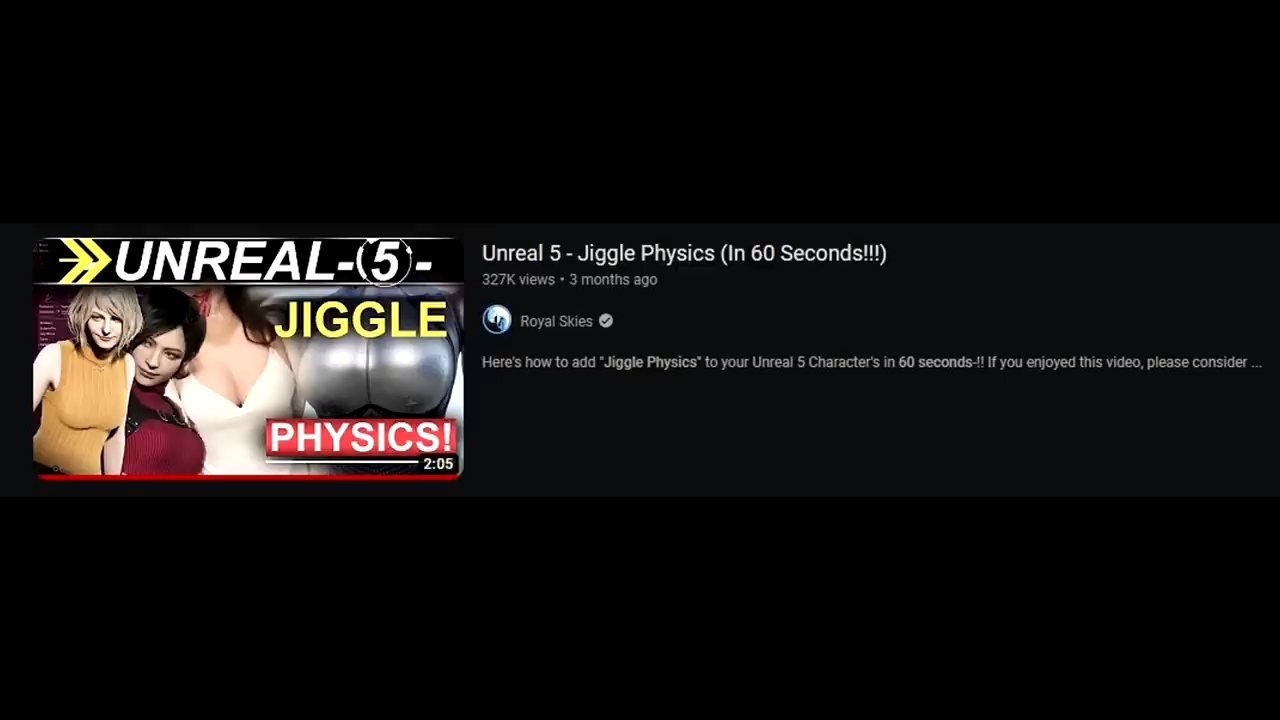 UNREAL-5-
JIGGLE
PHYSICS!
2:05
Unreal 5 - Jiggle Physics (In 60 Seconds!!!)
327K views • 3 months ago
Royal Skies
Here's how to add "Jiggle Physics" to your Unreal 5 Character's in 60 seconds-!! If you enjoyed this video, please consider ...